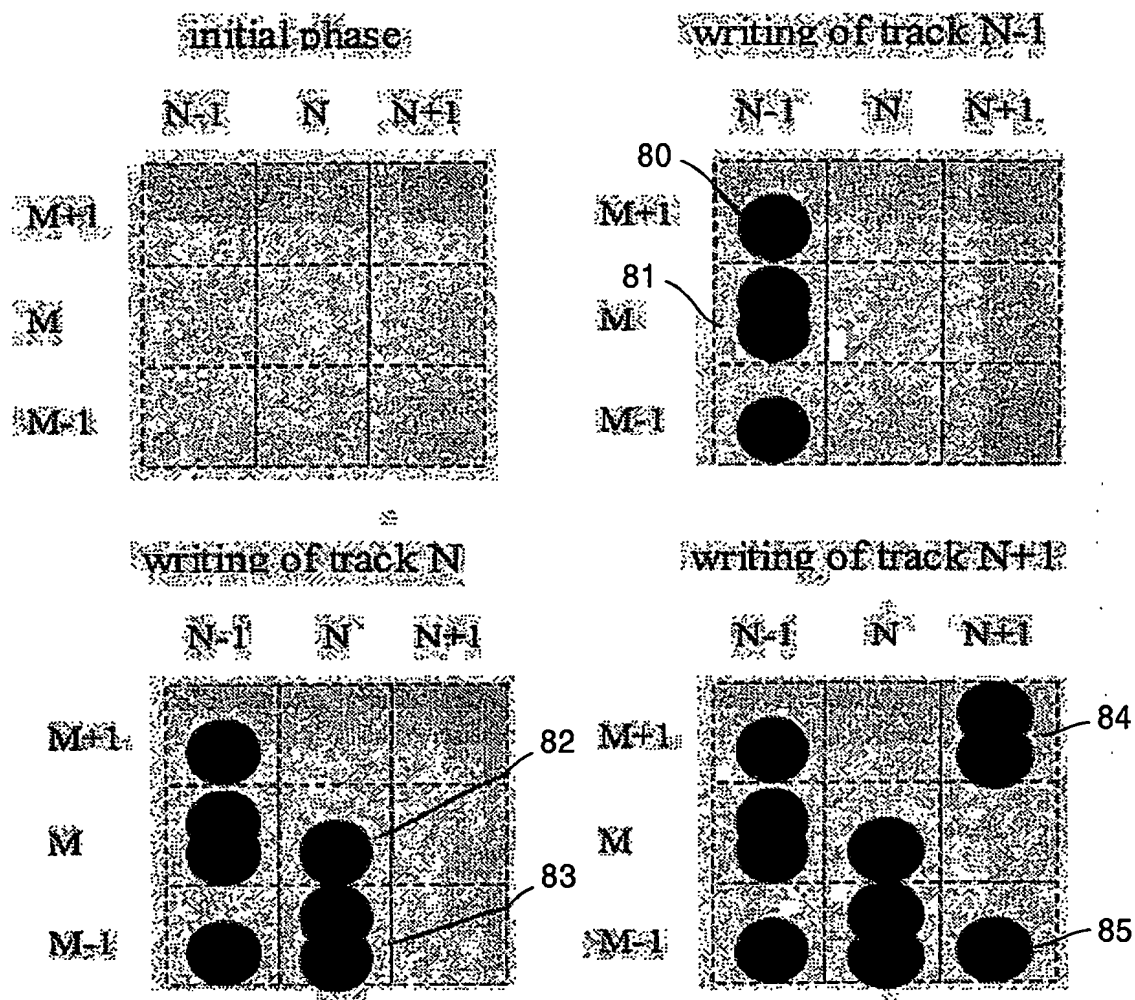 initial phase
writing of track N-1
N-1 N N+1
N-1 N N+1
80
M+1
M+1
81
M
M
M-1
M-1
writing of track N
writing of track N+1
N-1 N N+1
N-1 N N+1
M+1
82
M+1
84
M
M
83
M-1
M-1
85